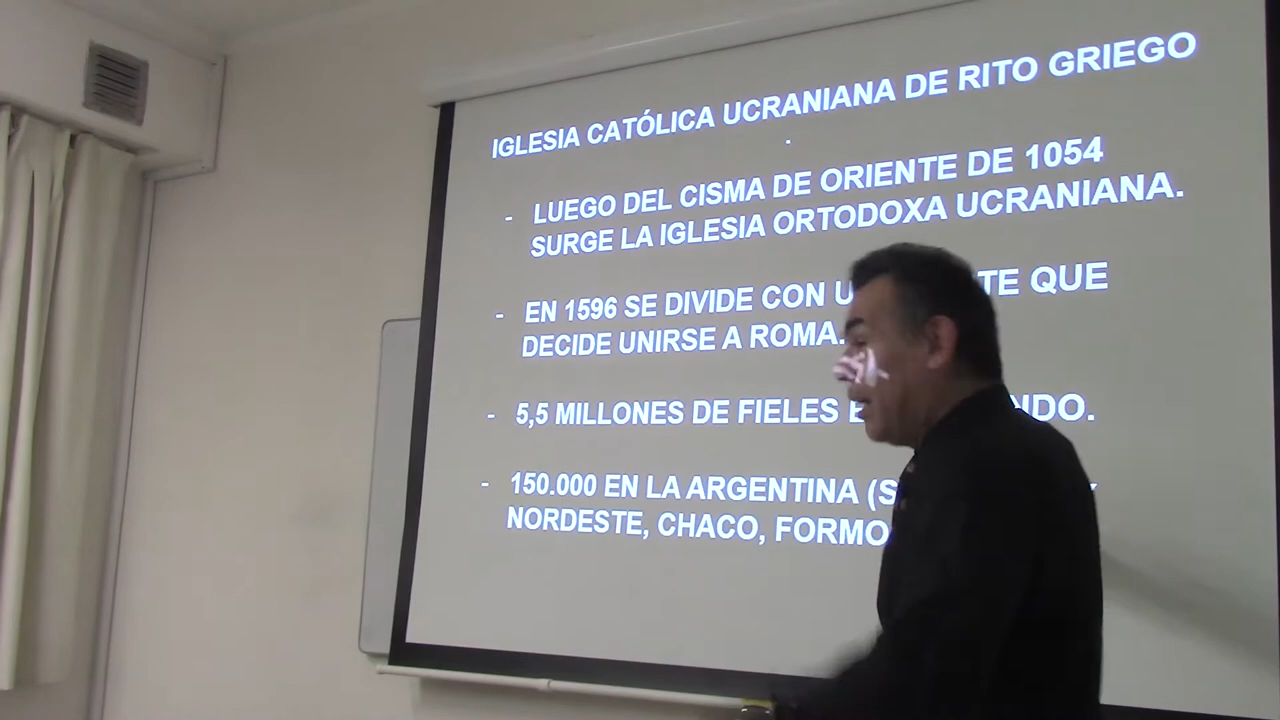 IGLESIA CATÓLICA UCRANIANA DE RITO GRIEGO
.
- LUEGO DEL CISMA DE ORIENTE DE 1054
SURGE LA IGLESIA ORTODOXA UCRANIANA.
- EN 1596 SE DIVIDE CON QUE
DECIDE UNIRSE A ROMA.
- 5,5 MILLONES DE FIELES
- 150.000 EN LA ARGENTINA
NORDESTE, CHACO,